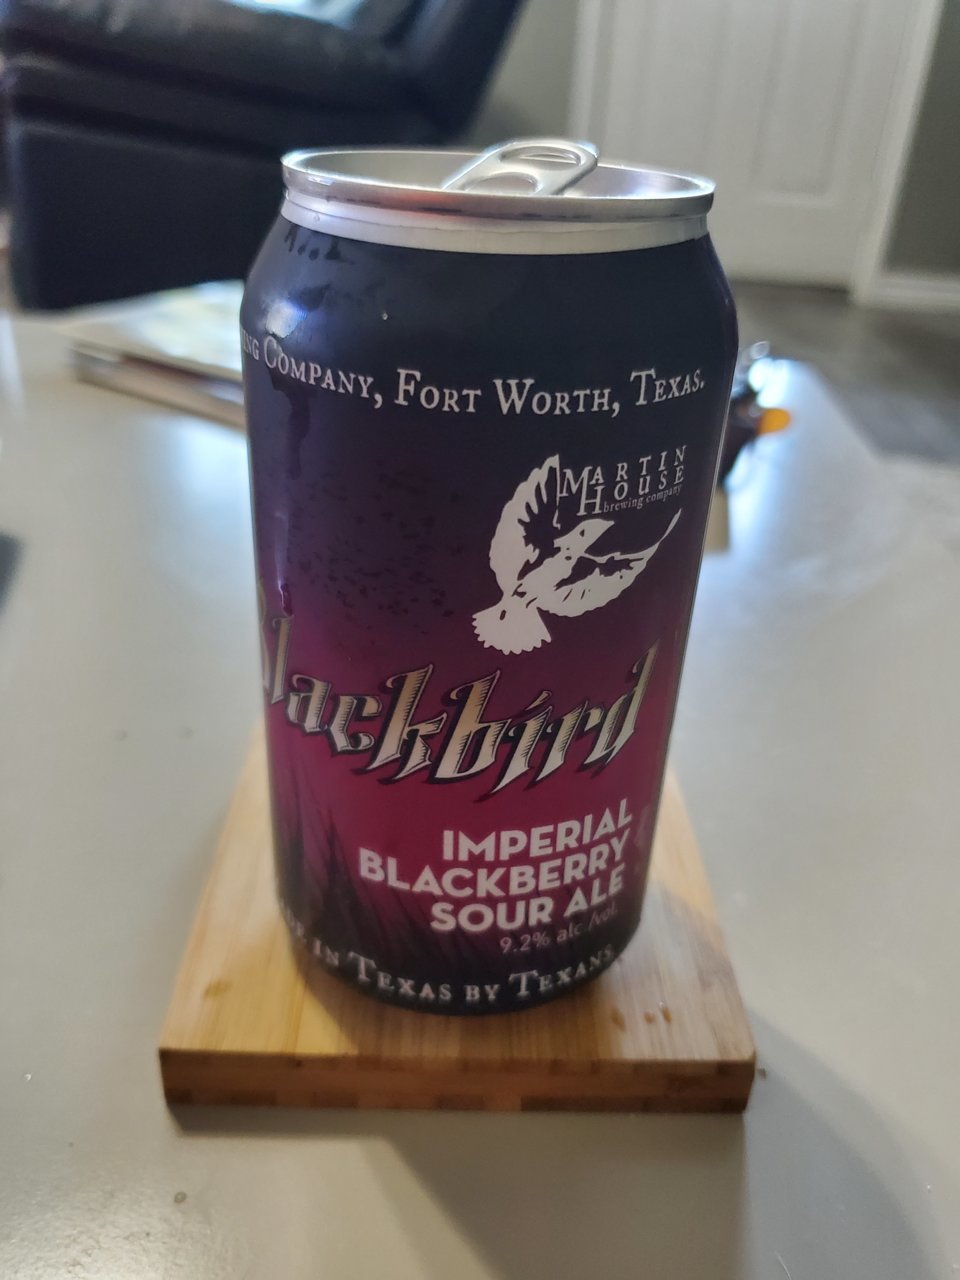 Company, Fort Worth, Texas.
Martin
House
brewing company
Blackbird
IMPERIAL
BLACKBERRY
SOUR ALE
9.2% alc /vol.
In Texas by Texans